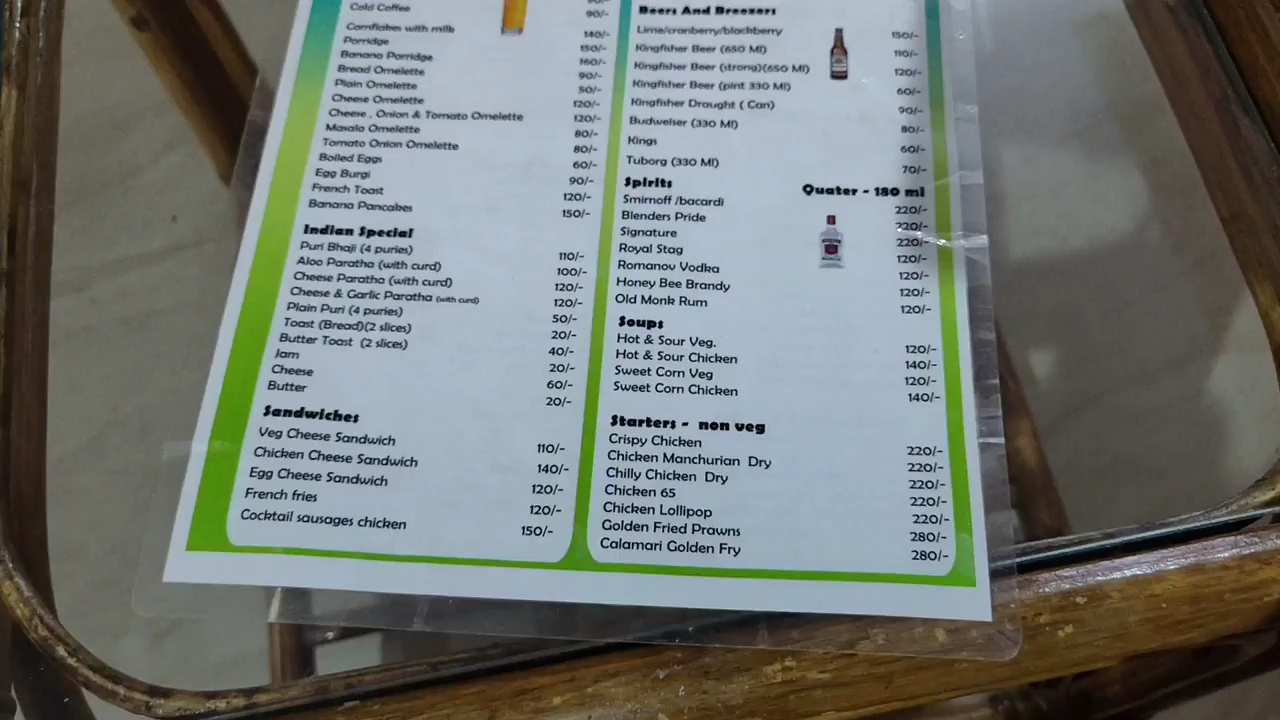 Cold Coffee 90/-
Cornflakes with milk 140/-
Porridge 150/-
Banana Porridge 160/-
Bread Omelette 90/-
Plain Omelette 50/-
Cheese Omelette 120/-
Cheese , Onion & Tomato Omelette 120/-
Masala Omelette 80/-
Tomato Onion Omelette 80/-
Boiled Eggs 60/-
Egg Burgi 90/-
French Toast 120/-
Banana Pancakes 150/-
Indian Special
Puri Bhaji (4 puries) 110/-
Aloo Paratha (with curd) 100/-
Cheese Paratha (with curd) 120/-
Cheese & Garlic Paratha (with curd) 120/-
Plain Puri (4 puries) 50/-
Toast (Bread)(2 slices) 20/-
Butter Toast (2 slices) 40/-
Jam 20/-
Cheese 60/-
Butter 20/-
Sandwiches
Veg Cheese Sandwich 110/-
Chicken Cheese Sandwich 140/-
Egg Cheese Sandwich 120/-
French fries 120/-
Cocktail sausages chicken 150/-
Beers And Breezers
Lime/cranberry/blackberry
Kingfisher Beer (650 Ml) 110/-
Kingfisher Beer (strong)(650 Ml) 120/-
Kingfisher Beer (pint 330 Ml) 60/-
Kingfisher Draught ( Can) 90/-
Budweiser (330 Ml) 80/-
Kings 60/-
Tuborg (330 Ml) 70/-
Spirits Quater - 180 ml
Smirnoff /bacardi 220/-
Blenders Pride 220/-
Signature 220/-
Royal Stag 120/-
Romanov Vodka 120/-
Honey Bee Brandy 120/-
Old Monk Rum 120/-
Soups
Hot & Sour Veg. 120/-
Hot & Sour Chicken 140/-
Sweet Corn Veg 120/-
Sweet Corn Chicken 140/-
Starters - non veg
Crispy Chicken 220/-
Chicken Manchurian Dry 220/-
Chilly Chicken Dry 220/-
Chicken 65 220/-
Chicken Lollipop 220/-
Golden Fried Prawns 280/-
Calamari Golden Fry 280/-